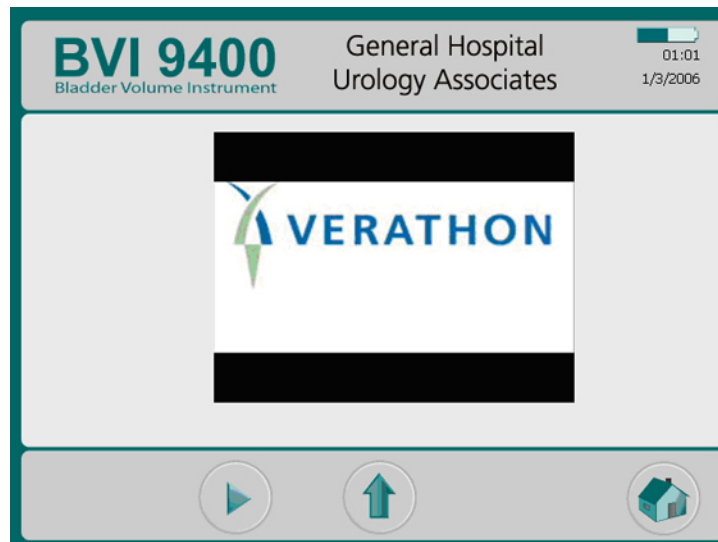 BVI 9400
Bladder Volume Instrument
General Hospital
Urology Associates
01:01
1/3/2006
VERATHON